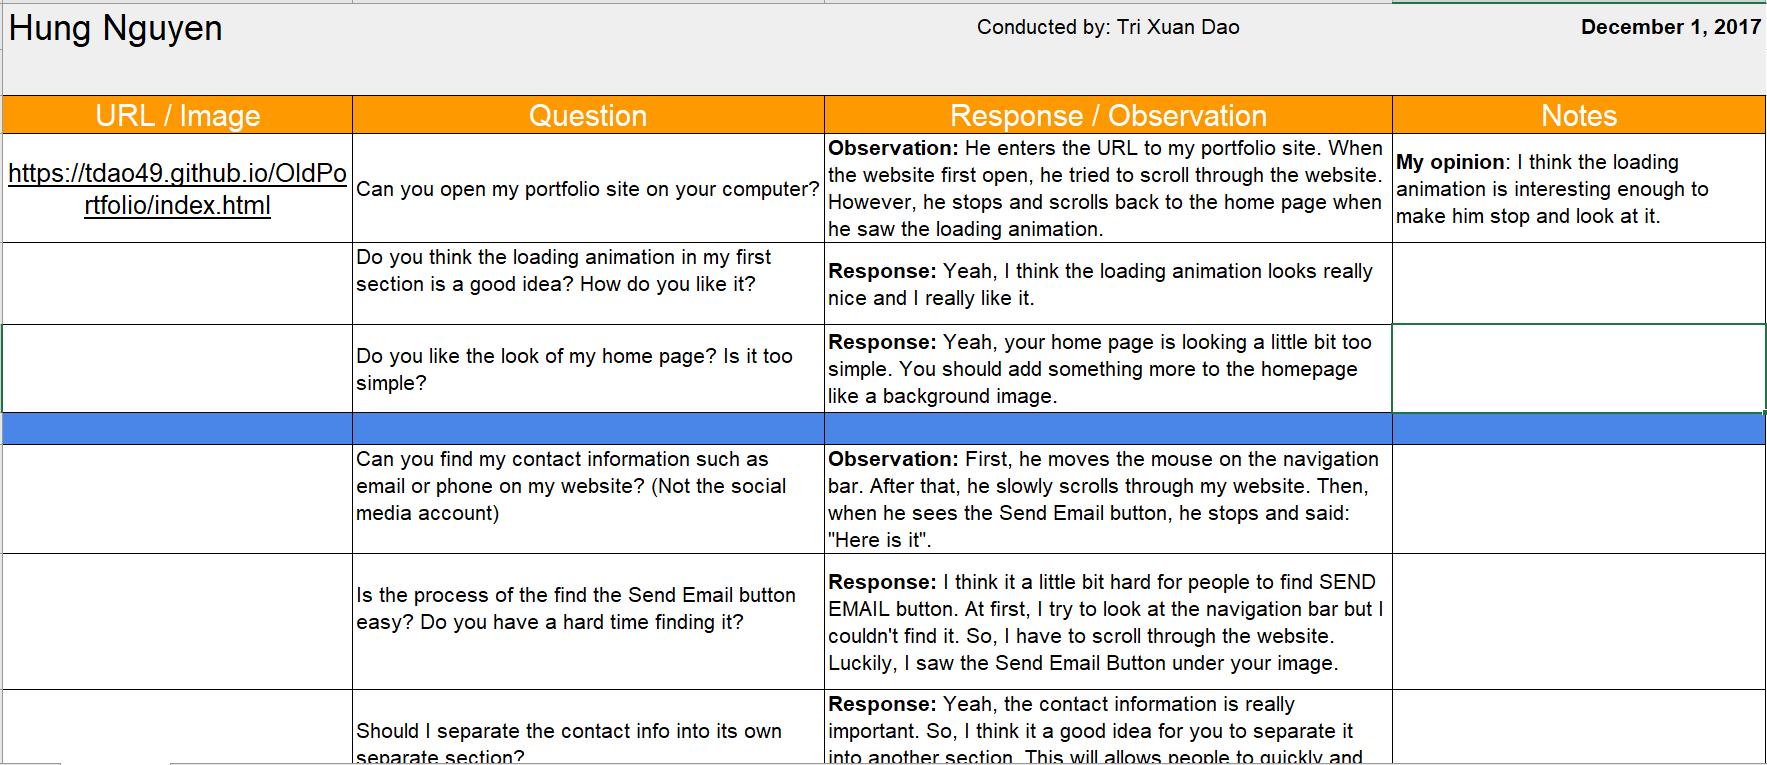 Hung Nguyen
Conducted by: Tri Xuan Dao
December 1, 2017
URL / Image
Question
Response / Observation
Notes
https://tdao49.github.io/OldPo
rtfolio/index.html
Can you open my portfolio site on your computer?
Observation: He enters the URL to my portfolio site. When
the website first open, he tried to scroll through the website.
However, he stops and scrolls back to the home page when
he saw the loading animation.
My opinion: I think the loading
animation is interesting enough to
make him stop and look at it.
Do you think the loading animation in my first
section is a good idea? How do you like it?
Response: Yeah, I think the loading animation looks really
nice and I really like it.
Do you like the look of my home page? Is it too
simple?
Response: Yeah, your home page is looking a little bit too
simple. You should add something more to the homepage
like a background image.
Can you find my contact information such as
email or phone on my website? (Not the social
media account)
Observation: First, he moves the mouse on the navigation
bar. After that, he slowly scrolls through my website. Then,
when he sees the Send Email button, he stops and said:
"Here is it".
Is the process of the find the Send Email button
easy? Do you have a hard time finding it?
Response: I think it a little bit hard for people to find SEND
EMAIL button. At first, I try to look at the navigation bar but I
couldn't find it. So, I have to scroll through the website.
Luckily, I saw the Send Email Button under your image.
Should I separate the contact info into its own
separate section?
Response: Yeah, the contact information is really
important. So, I think it a good idea for you to separate it
into another section. This will allows people to quickly and